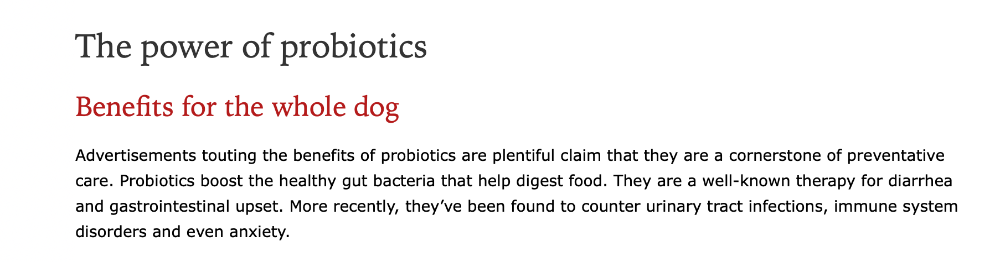 The power of probiotics
Benefits for the whole dog
Advertisements touting the benefits of probiotics are plentiful claim that they are a cornerstone of preventative
care. Probiotics boost the healthy gut bacteria that help digest food. They are a well-known therapy for diarrhea
and gastrointestinal upset. More recently, they’ve been found to counter urinary tract infections, immune system
disorders and even anxiety.